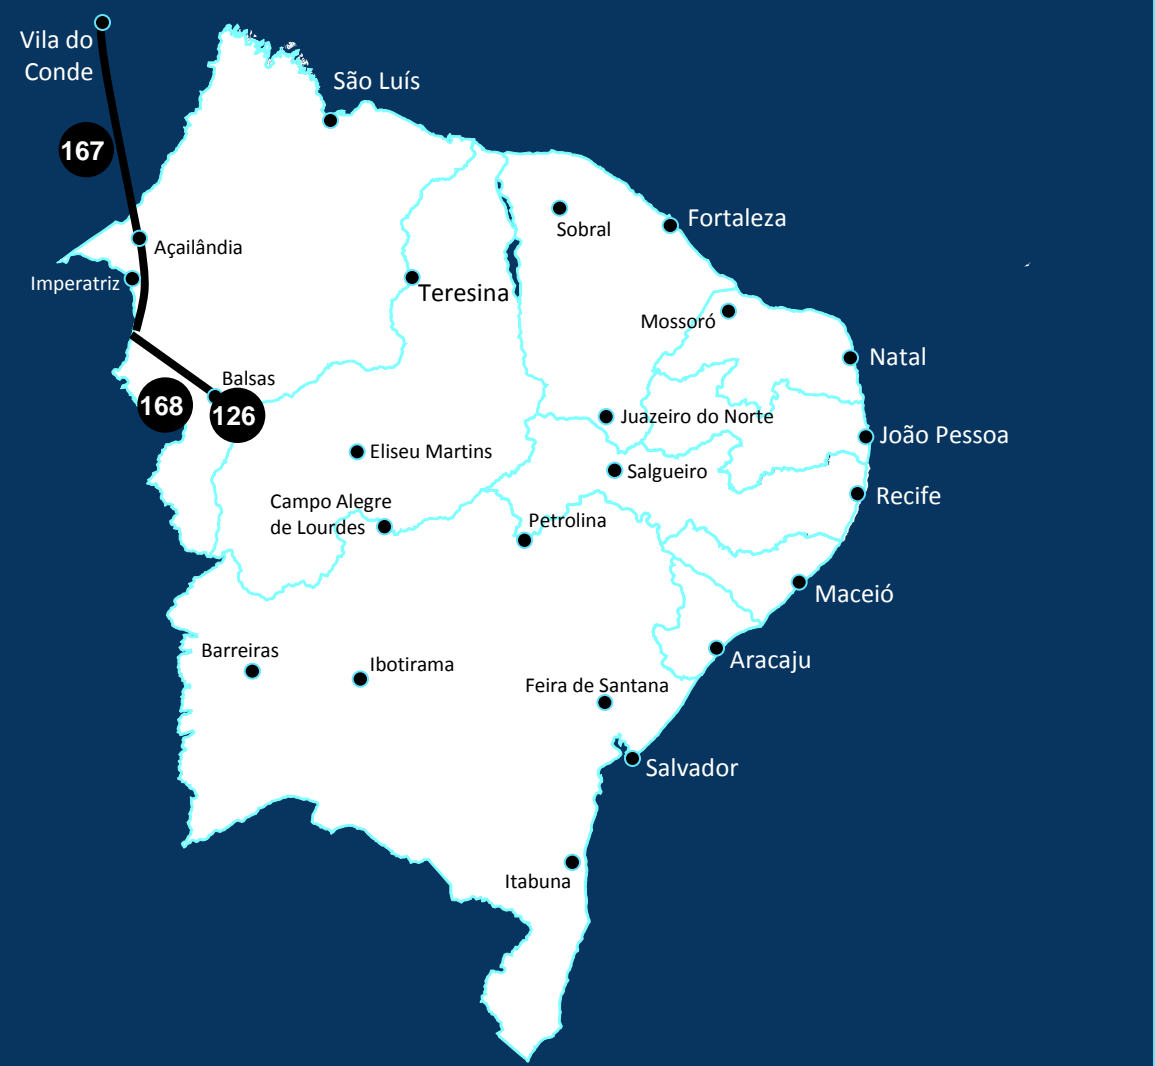 Vila do
Conde
São Luís
167
Sobral
Fortaleza
Açailândia
Imperatriz
Teresina
Mossoró
Natal
Balsas
168
126
Juazeiro do Norte
João Pessoa
Eliseu Martins
Salgueiro
Campo Alegre
de Lourdes
Recife
Petrolina
Maceió
Barreiras
Ibotirama
Aracaju
Feira de Santana
Salvador
Itabuna